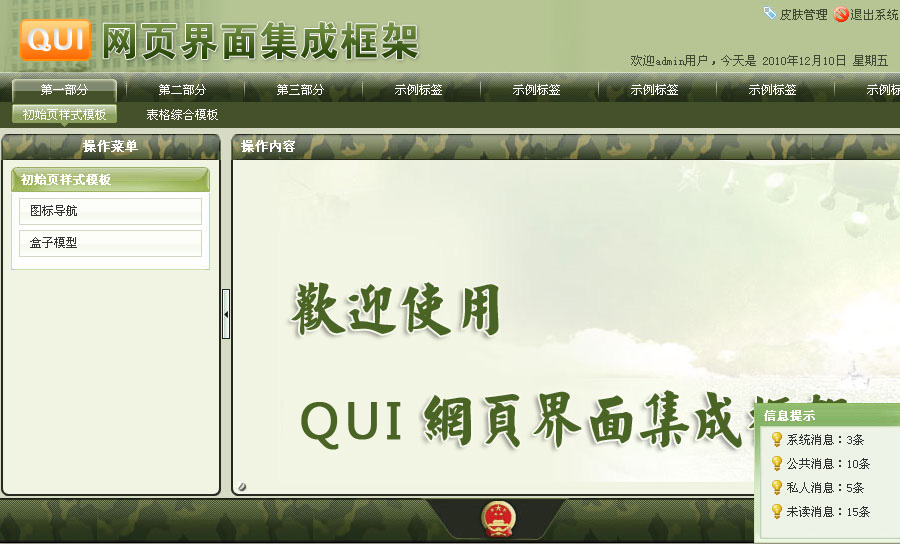 皮肤管理 退出系统
QUI 网页界面集成框架
欢迎admin用户，今天是 2010年12月10日 星期五
第一部分 第二部分 第三部分 示例标签 示例标签 示例标签 示例标签 示例标
初始页样式模板 表格综合模板
操作菜单
初始页样式模板
图标导航
盒子模型
操作内容
歡迎使用
QUI 網頁界面集成框架
信息提示
系统消息：3条
公共消息：10条
私人消息：5条
未读消息：15条